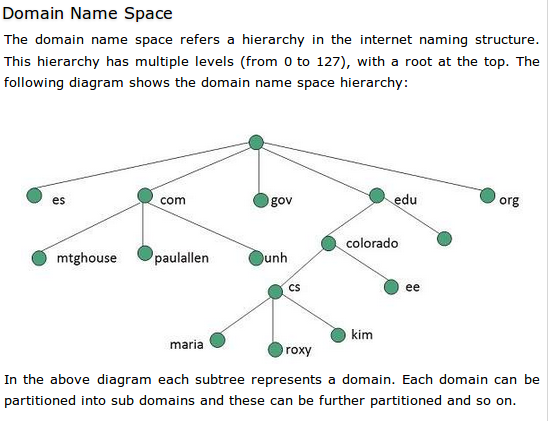 Domain Name Space
The domain name space refers a hierarchy in the internet naming structure.
This hierarchy has multiple levels (from 0 to 127), with a root at the top. The
following diagram shows the domain name space hierarchy:
es
com
gov
edu
org
mtghouse
paulallen
unh
colorado
cs
ee
maria
roxy
kim
In the above diagram each subtree represents a domain. Each domain can be
partitioned into sub domains and these can be further partitioned and so on.